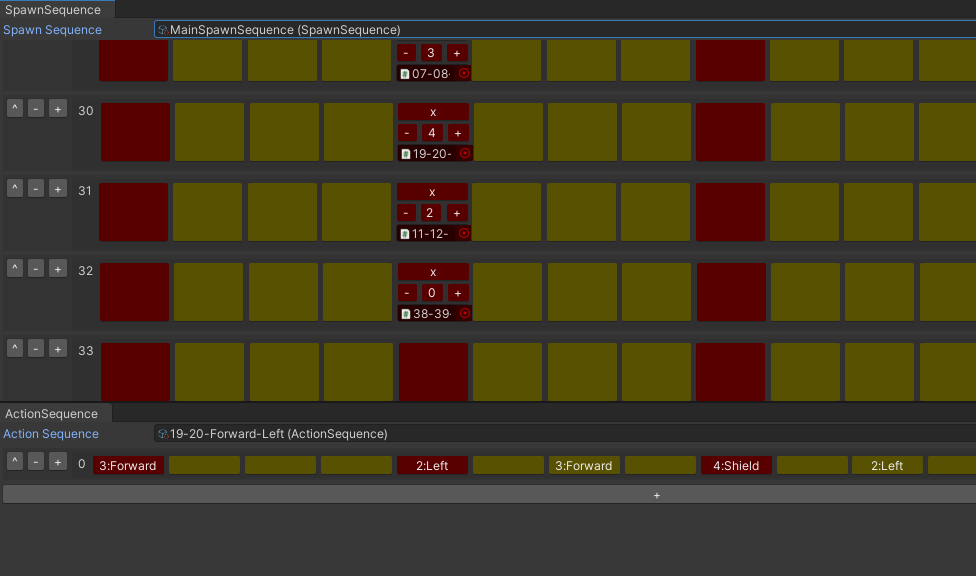 SpawnSequence
Spawn Sequence MainSpawnSequence (SpawnSequence)
- 3 +
07-08-
^ - + 30 x
- 4 +
19-20-
^ - + 31 x
- 2 +
11-12-
^ - + 32 x
- 0 +
38-39-
^ - + 33
ActionSequence
Action Sequence 19-20-Forward-Left (ActionSequence)
^ - + 0 3:Forward 2:Left 3:Forward 4:Shield 2:Left
+